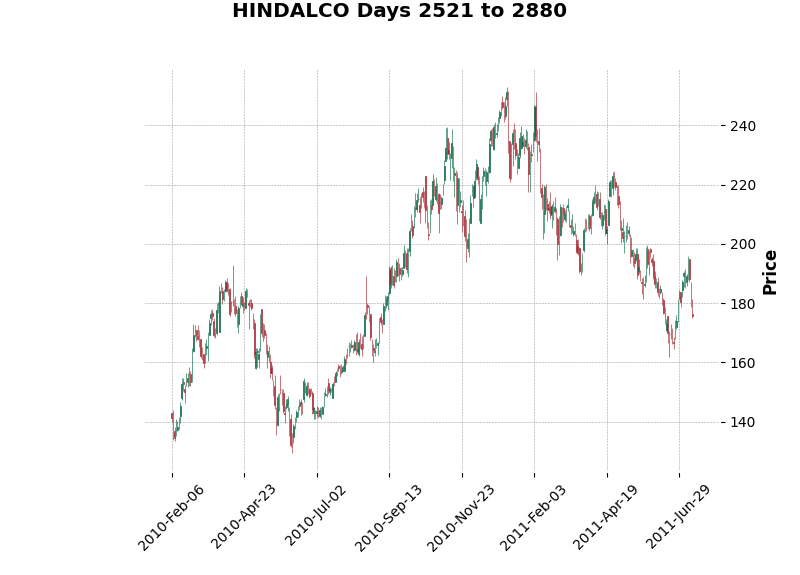 HINDALCO Days 2521 to 2880
240
220
200
180
160
140
Price
2010-Feb-06
2010-Apr-23
2010-Jul-02
2010-Sep-13
2010-Nov-23
2011-Feb-03
2011-Apr-19
2011-Jun-29